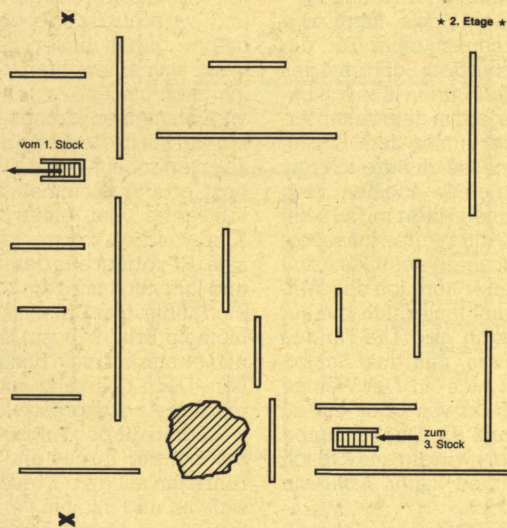 ★ 2. Etage ★
vom 1. Stock
zum
3. Stock